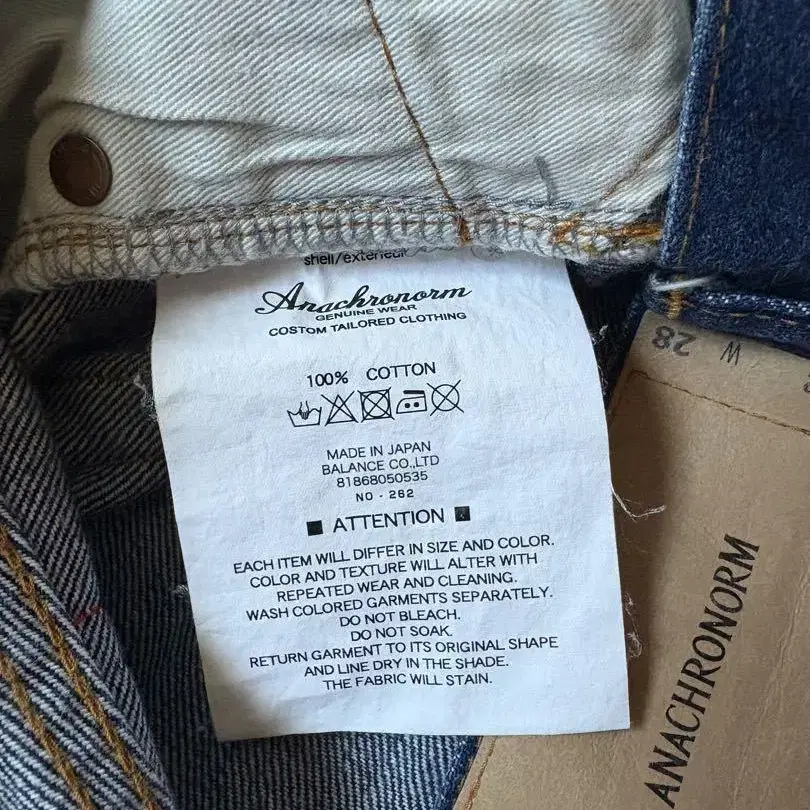 shell/exterieur
Anachronorm
GENUINE WEAR
COSTOM TAILORED CLOTHING
100% COTTON
MADE IN JAPAN
BALANCE CO.,LTD
81868050535
NO - 262
■ ATTENTION ■
EACH ITEM WILL DIFFER IN SIZE AND COLOR.
COLOR AND TEXTURE WILL ALTER WITH
REPEATED WEAR AND CLEANING.
WASH COLORED GARMENTS SEPARATELY.
DO NOT BLEACH.
DO NOT SOAK.
RETURN GARMENT TO ITS ORIGINAL SHAPE
AND LINE DRY IN THE SHADE.
THE FABRIC WILL STAIN.
W 28
ANACHRONORM